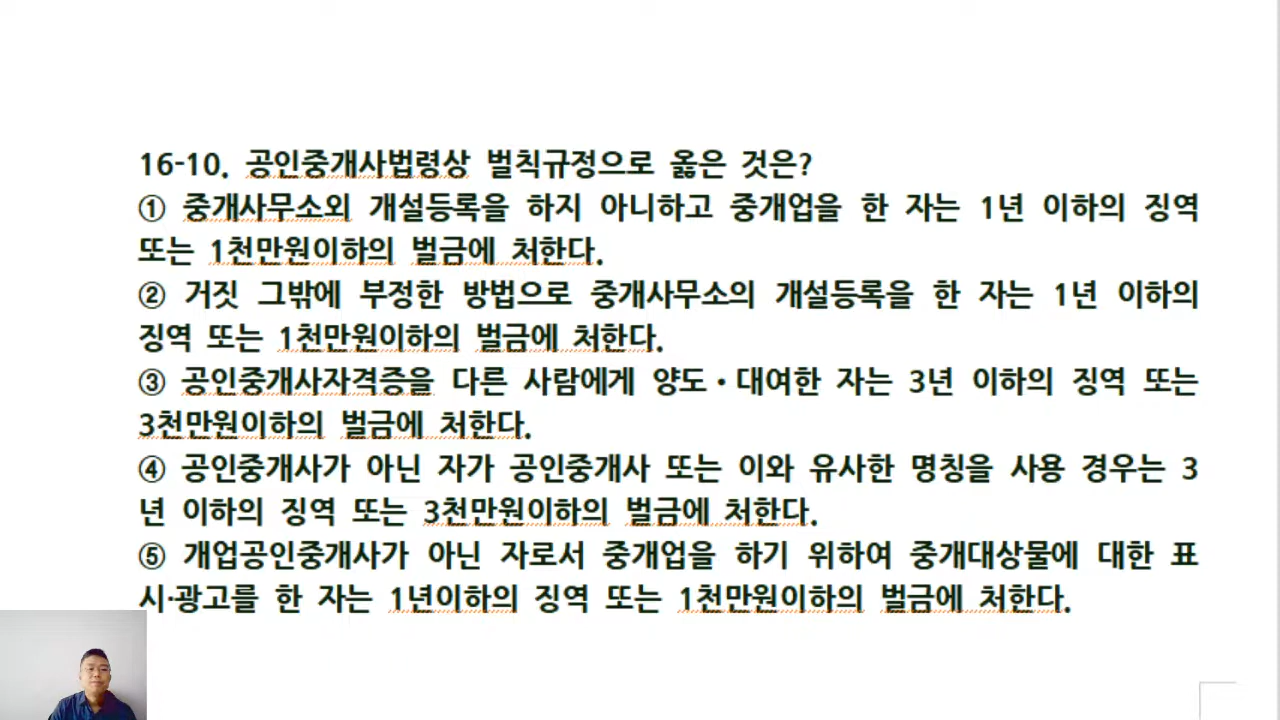 16-10. 공인중개사법령상 벌칙규정으로 옳은 것은?
① 중개사무소외 개설등록을 하지 아니하고 중개업을 한 자는 1년 이하의 징역
또는 1천만원이하의 벌금에 처한다.
② 거짓 그밖에 부정한 방법으로 중개사무소의 개설등록을 한 자는 1년 이하의
징역 또는 1천만원이하의 벌금에 처한다.
③ 공인중개사자격증을 다른 사람에게 양도·대여한 자는 3년 이하의 징역 또는
3천만원이하의 벌금에 처한다.
④ 공인중개사가 아닌 자가 공인중개사 또는 이와 유사한 명칭을 사용 경우는 3
년 이하의 징역 또는 3천만원이하의 벌금에 처한다.
⑤ 개업공인중개사가 아닌 자로서 중개업을 하기 위하여 중개대상물에 대한 표
시·광고를 한 자는 1년이하의 징역 또는 1천만원이하의 벌금에 처한다.